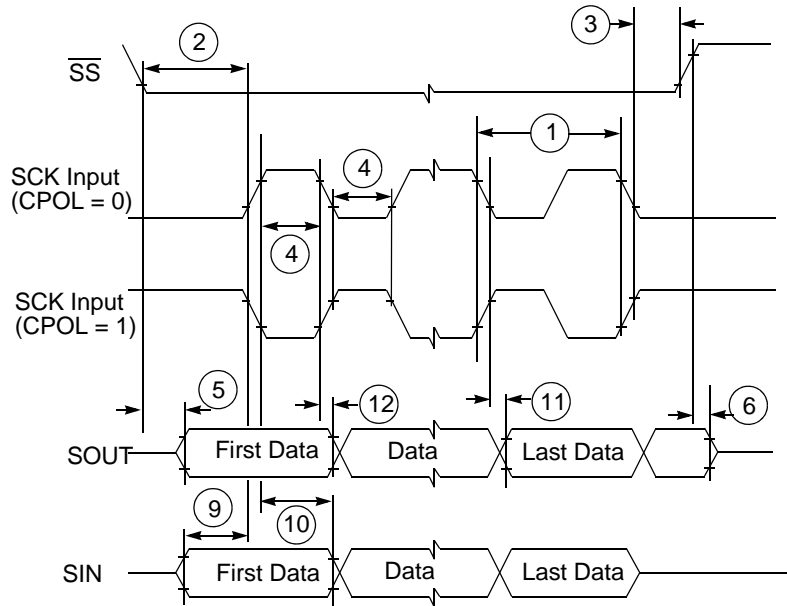 2
3
SS
1
SCK Input
(CPOL = 0)
4
4
SCK Input
(CPOL = 1)
5
12
11
6
SOUT
First Data
Data
Last Data
9
10
SIN
First Data
Data
Last Data